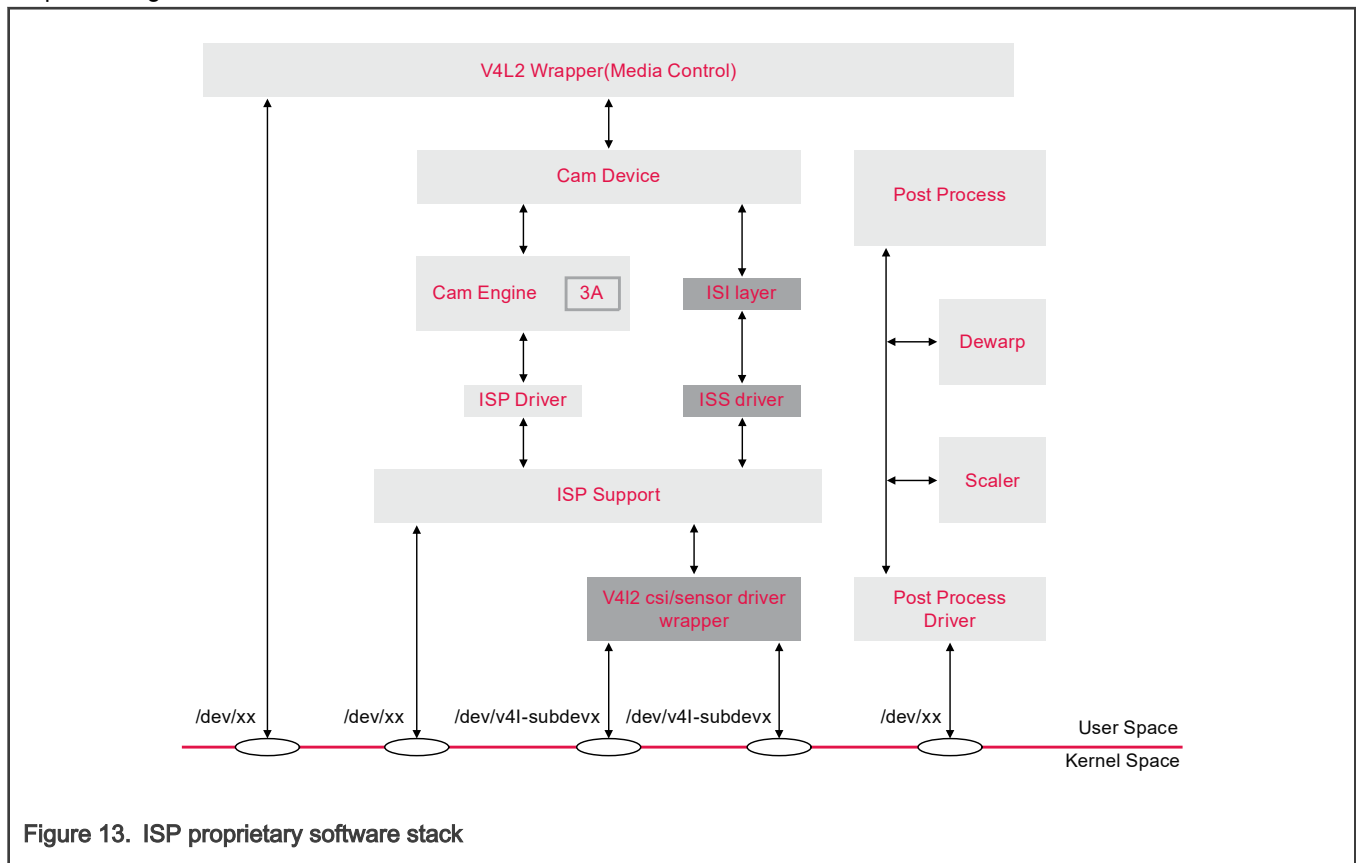 V4L2 Wrapper(Media Control)
Cam Device
Post Process
Cam Engine
3A
ISI layer
Dewarp
ISP Driver
ISS driver
Scaler
ISP Support
V4l2 csi/sensor driver
wrapper
Post Process
Driver
/dev/xx
/dev/xx
/dev/v4l-subdevx
/dev/v4l-subdevx
/dev/xx
User Space
Kernel Space
Figure 13. ISP proprietary software stack